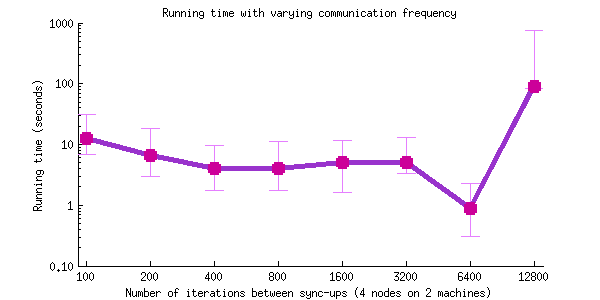 Running time with varying communication frequency
1000
100
10
1
0.10
Running time (seconds)
100 200 400 800 1600 3200 6400 12800
Number of iterations between sync-ups (4 nodes on 2 machines)